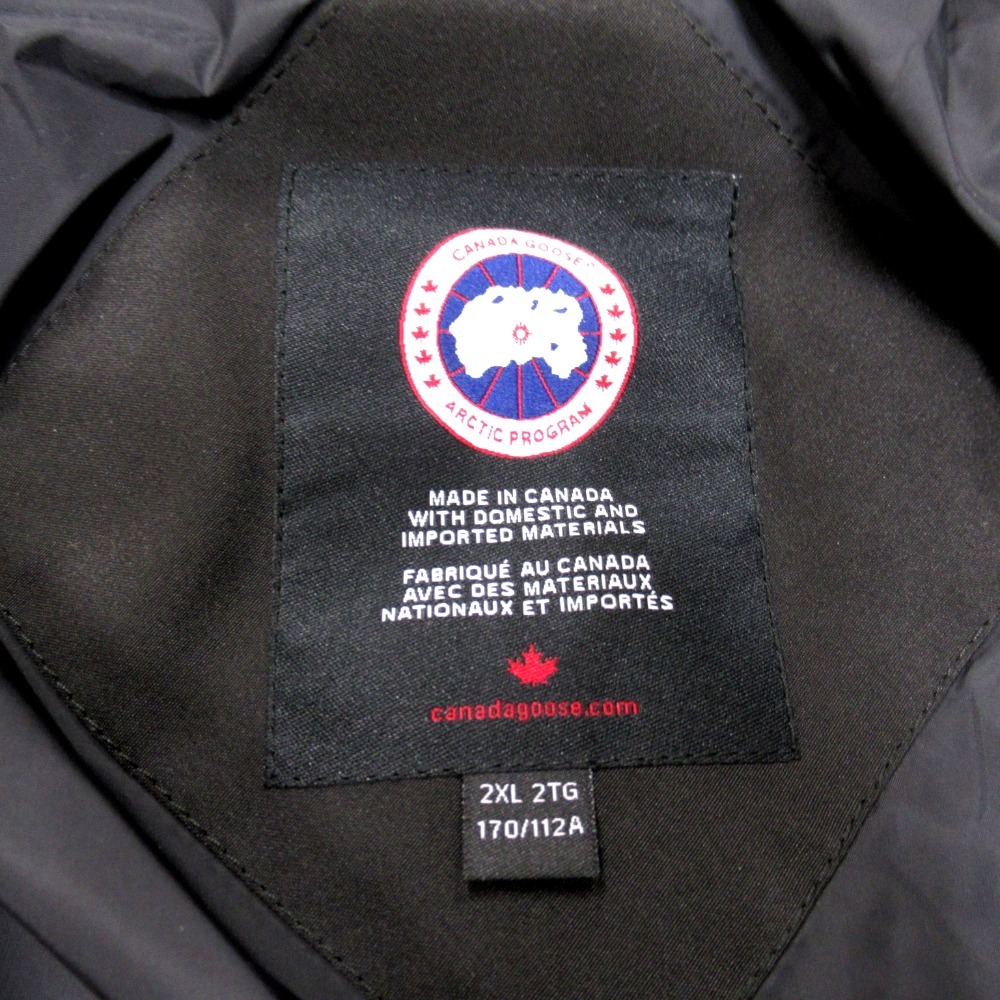 CANADA GOOSE®
ARCTIC PROGRAM
MADE IN CANADA
WITH DOMESTIC AND
IMPORTED MATERIALS
FABRIQUÉ AU CANADA
AVEC DES MATERIAUX
NATIONAUX ET IMPORTÉS
canadagoose.com
2XL 2TG
170/112A